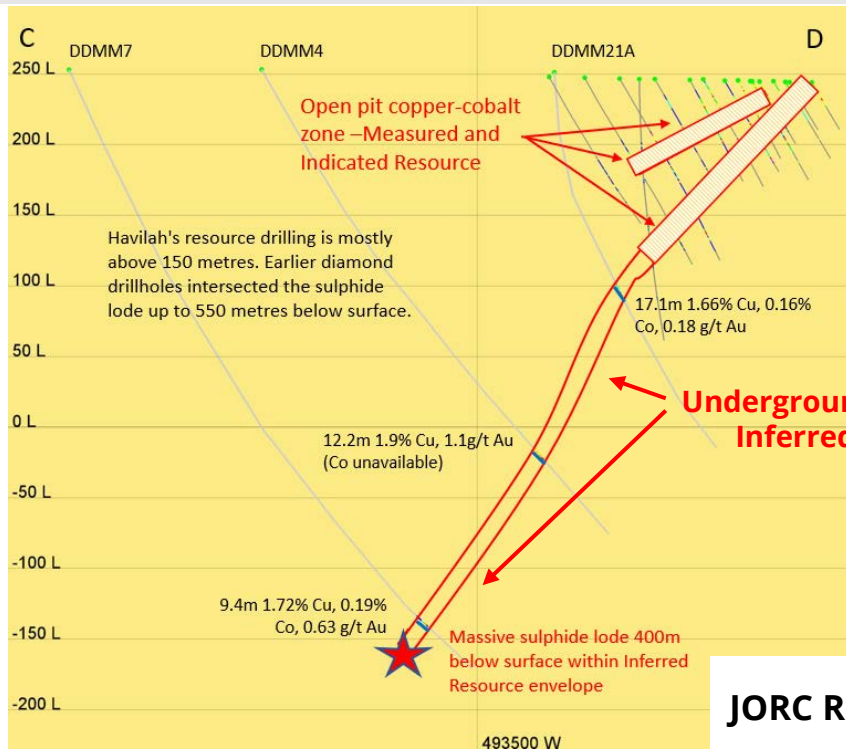 C
DDMM7
DDMM4
DDMM21A
D
250 L
Open pit copper-cobalt
zone –Measured and
Indicated Resource
200 L
150 L
Havilah's resource drilling is mostly
above 150 metres. Earlier diamond
drillholes intersected the sulphide
lode up to 550 metres below surface.
100 L
17.1m 1.66% Cu, 0.16%
Co, 0.18 g/t Au
50 L
Undergroun
Inferred
0 L
12.2m 1.9% Cu, 1.1g/t Au
(Co unavailable)
-50 L
-100 L
9.4m 1.72% Cu, 0.19%
Co, 0.63 g/t Au
-150 L
Massive sulphide lode 400m
below surface within Inferred
Resource envelope
-200 L
JORC R
493500 W